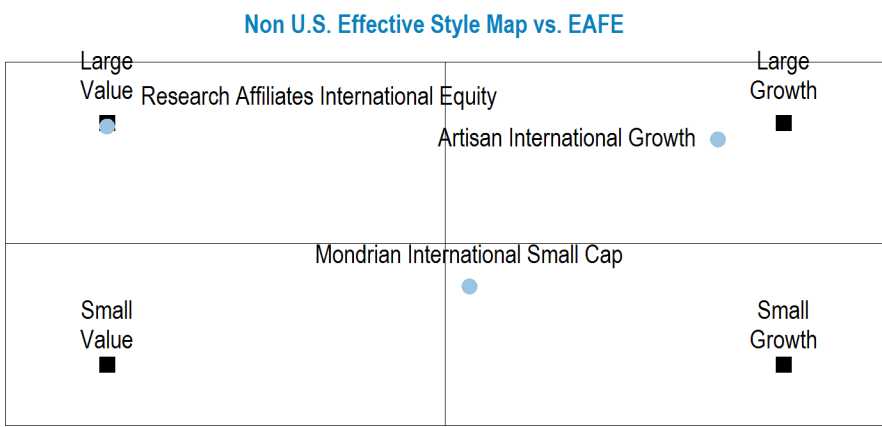 Non U.S. Effective Style Map vs. EAFE
Large
Value
Research Affiliates International Equity
Large
Growth
Artisan International Growth
Mondrian International Small Cap
Small
Value
Small
Growth